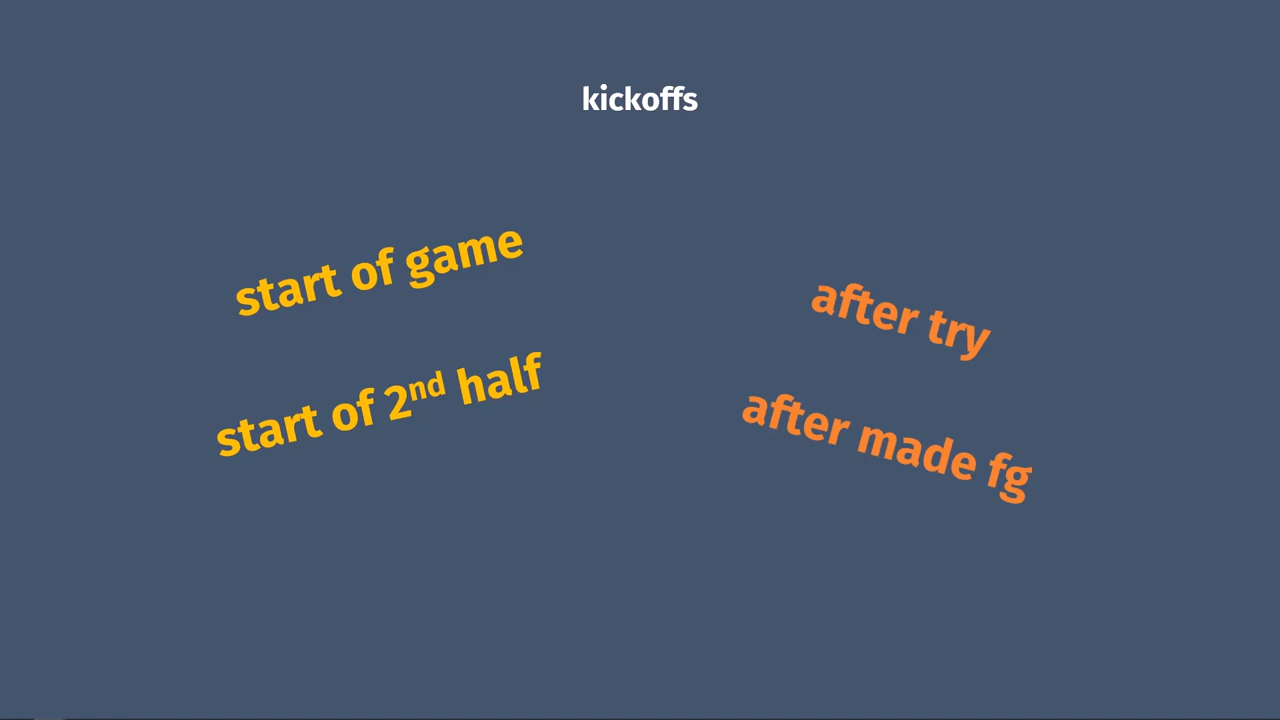 kickoffs
start of game
start of 2nd half
after try
after made fg